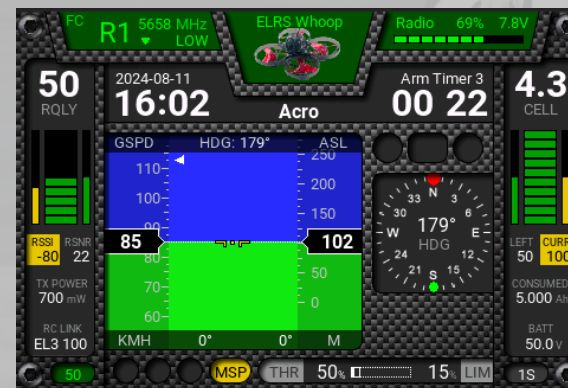 FC
R1 5658 MHz
LOW
ELRS Whoop
Radio 69% 7.8V
50
RQLY
2024-08-11
16:02
Acro
Arm Timer 3
00 22
4.3
CELL
GSPD HDG: 179° ASL
110
100
90
80
70
60
85
250
200
150
50
0
102
KMH 0° 0° M
N
33 3
30 6
W E
24 12
21 15
S
179°
HDG
RSSI RSNR
-80 22
TX POWER
700 mW
RC LINK
EL3 100
50
LEFT CURR
50 100
CONSUMED
5.000 Ah
BATT
50.0 V
1S
MSP THR 50% 15% LIM